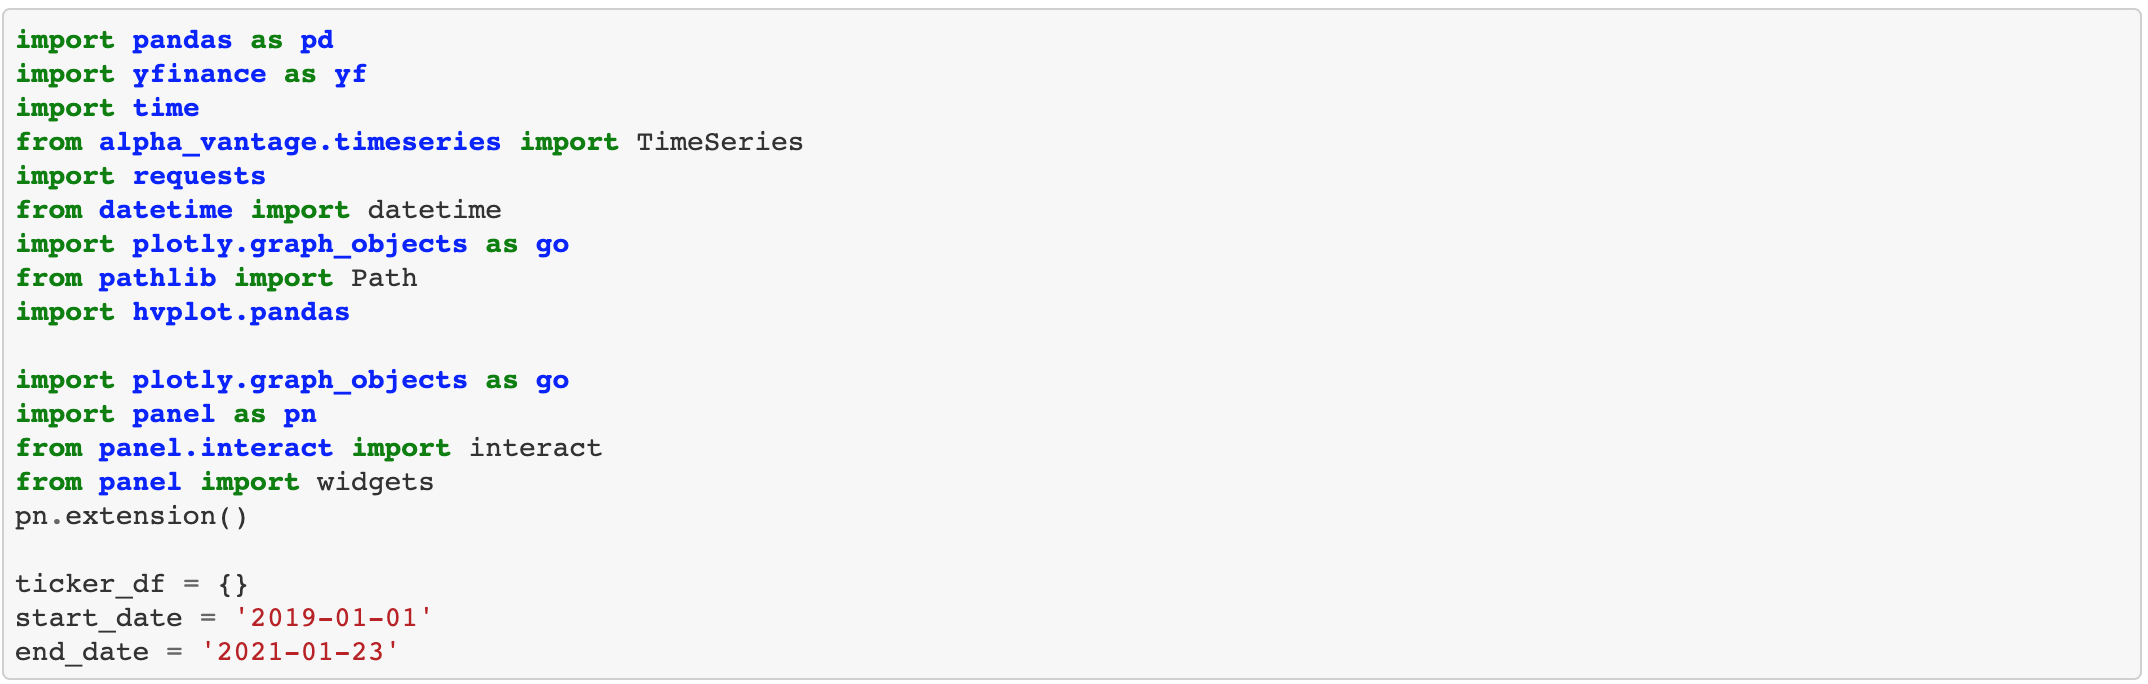 import pandas as pd
import yfinance as yf
import time
from alpha_vantage.timeseries import TimeSeries
import requests
from datetime import datetime
import plotly.graph_objects as go
from pathlib import Path
import hvplot.pandas

import plotly.graph_objects as go
import panel as pn
from panel.interact import interact
from panel import widgets
pn.extension()

ticker_df = {}
start_date = '2019-01-01'
end_date = '2021-01-23'